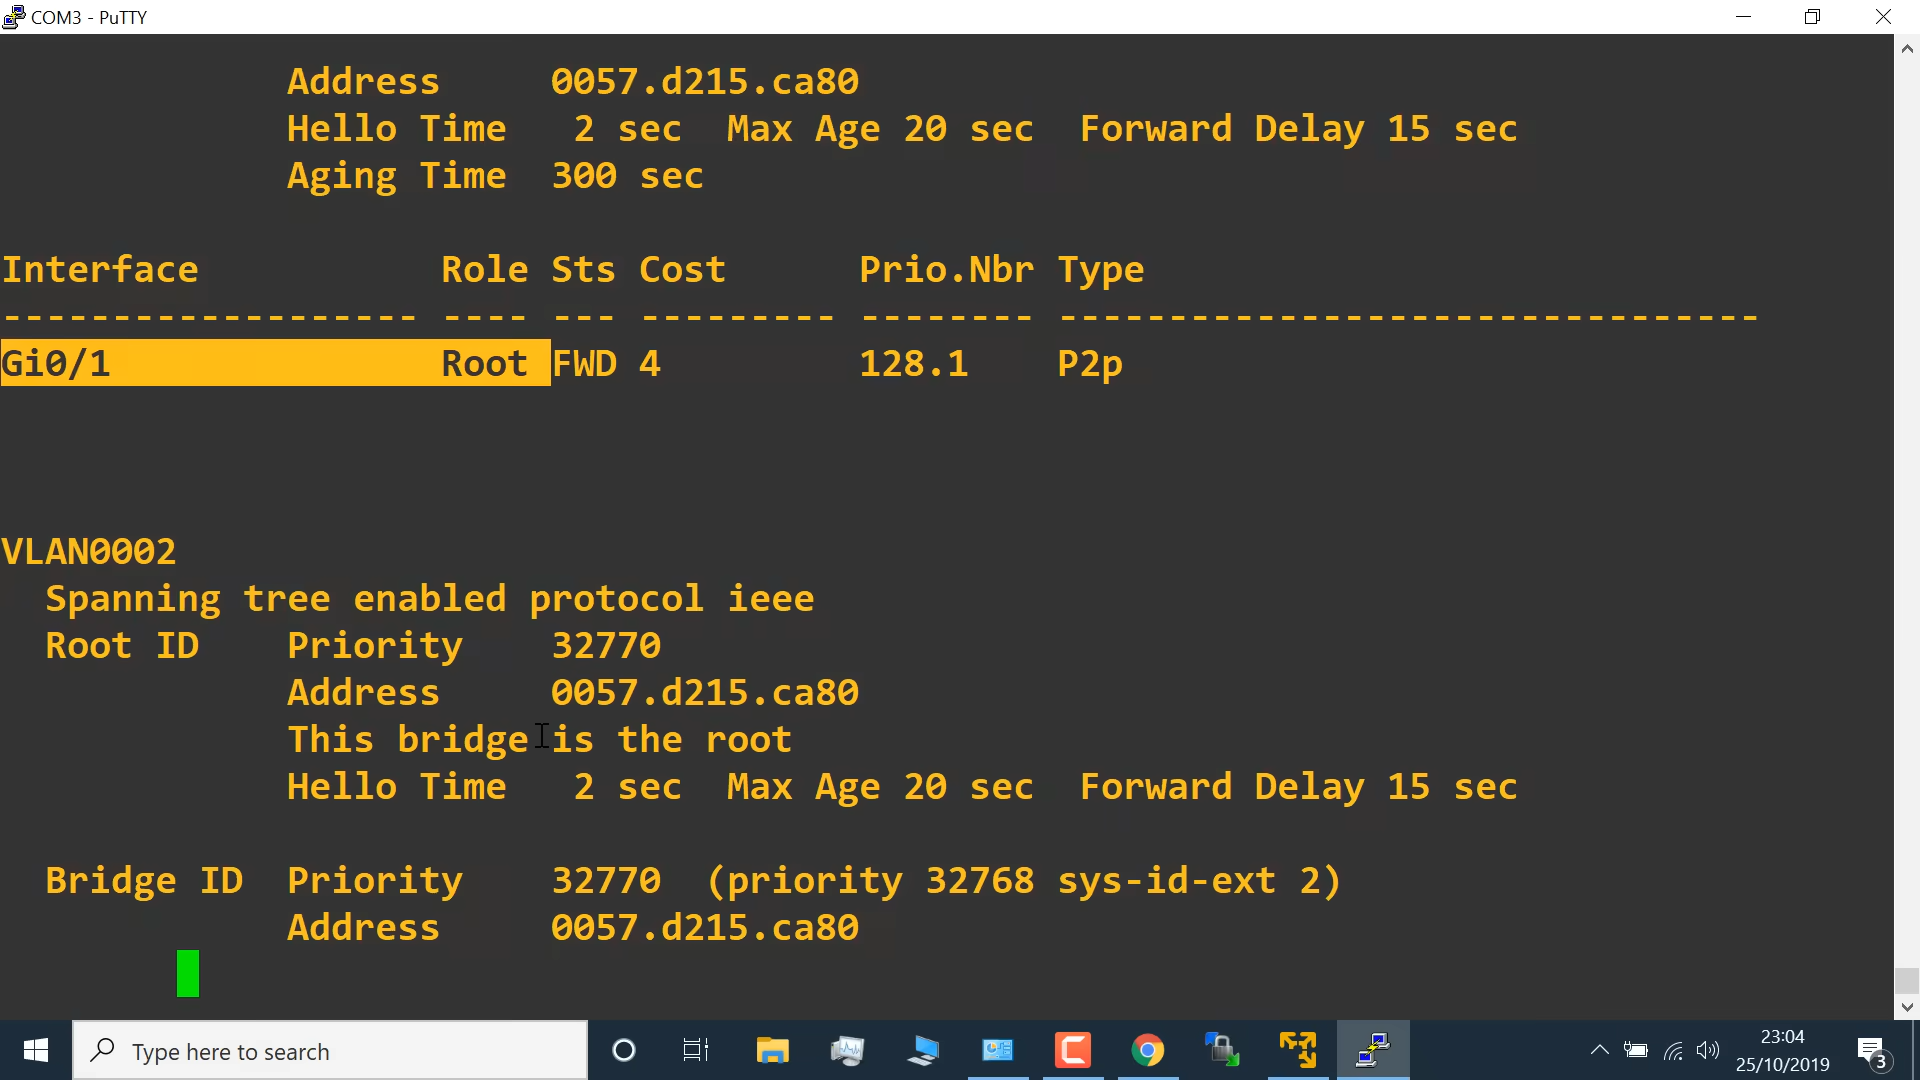 COM3 - PuTTY
Address 0057.d215.ca80
Hello Time 2 sec Max Age 20 sec Forward Delay 15 sec
Aging Time 300 sec
Interface Role Sts Cost Prio.Nbr Type
------------------- ---- --- --------- -------- --------------------------------
Gi0/1 Root FWD 4 128.1 P2p
VLAN0002
Spanning tree enabled protocol ieee
Root ID Priority 32770
Address 0057.d215.ca80
This bridge is the root
Hello Time 2 sec Max Age 20 sec Forward Delay 15 sec
Bridge ID Priority 32770 (priority 32768 sys-id-ext 2)
Address 0057.d215.ca80
Type here to search
23:04
25/10/2019
3